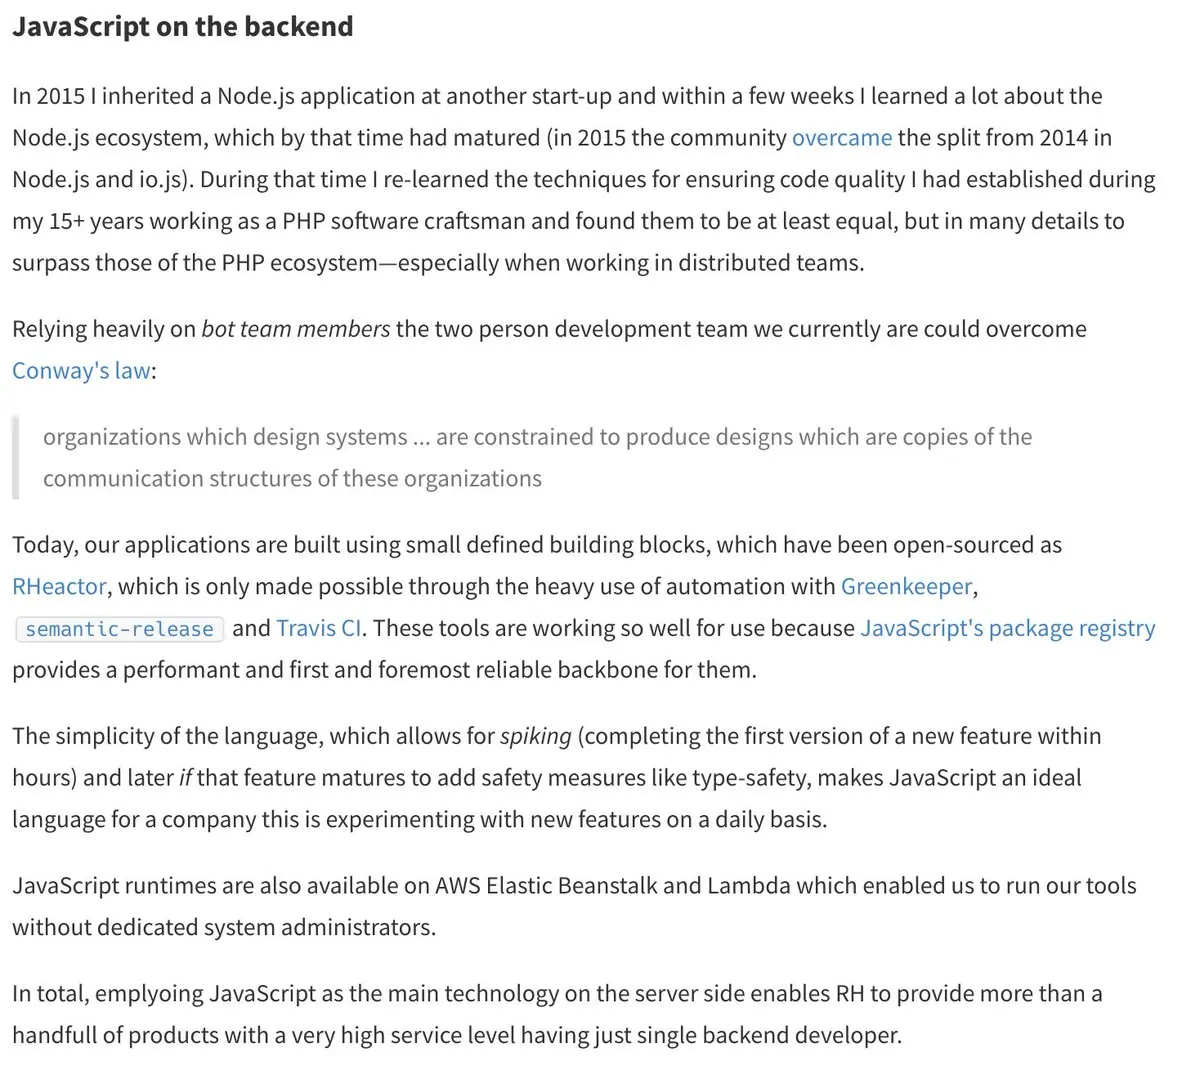 JavaScript on the backend
In 2015 I inherited a Node.js application at another start-up and within a few weeks I learned a lot about the
Node.js ecosystem, which by that time had matured (in 2015 the community overcame the split from 2014 in
Node.js and io.js). During that time I re-learned the techniques for ensuring code quality I had established during
my 15+ years working as a PHP software craftsman and found them to be at least equal, but in many details to
surpass those of the PHP ecosystem—especially when working in distributed teams.
Relying heavily on bot team members the two person development team we currently are could overcome
Conway's law:
organizations which design systems ... are constrained to produce designs which are copies of the
communication structures of these organizations
Today, our applications are built using small defined building blocks, which have been open-sourced as
RHeactor, which is only made possible through the heavy use of automation with Greenkeeper,
semantic-release and Travis CI. These tools are working so well for use because JavaScript's package registry
provides a performant and first and foremost reliable backbone for them.
The simplicity of the language, which allows for spiking (completing the first version of a new feature within
hours) and later if that feature matures to add safety measures like type-safety, makes JavaScript an ideal
language for a company this is experimenting with new features on a daily basis.
JavaScript runtimes are also available on AWS Elastic Beanstalk and Lambda which enabled us to run our tools
without dedicated system administrators.
In total, emplyoing JavaScript as the main technology on the server side enables RH to provide more than a
handfull of products with a very high service level having just single backend developer.